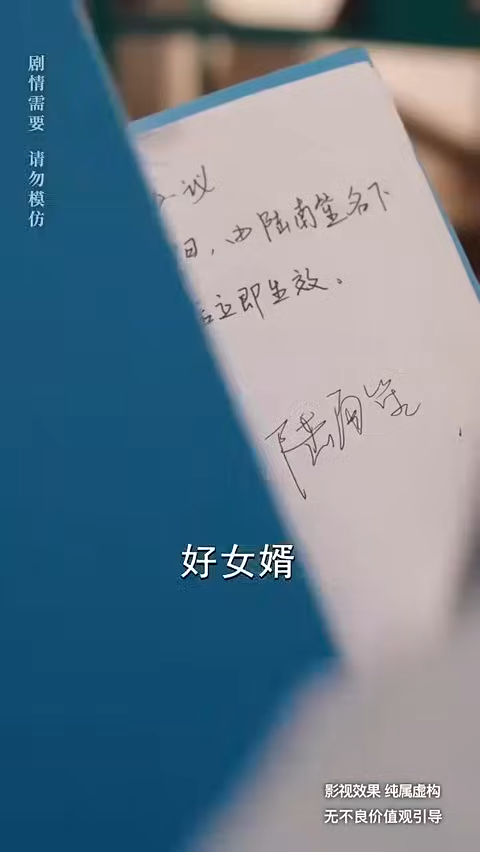 剧情需要 请勿模仿
议
日，由陆南笙名下
立即生效。
陆南笙
好女婿
影视效果 纯属虚构
无不良价值观引导